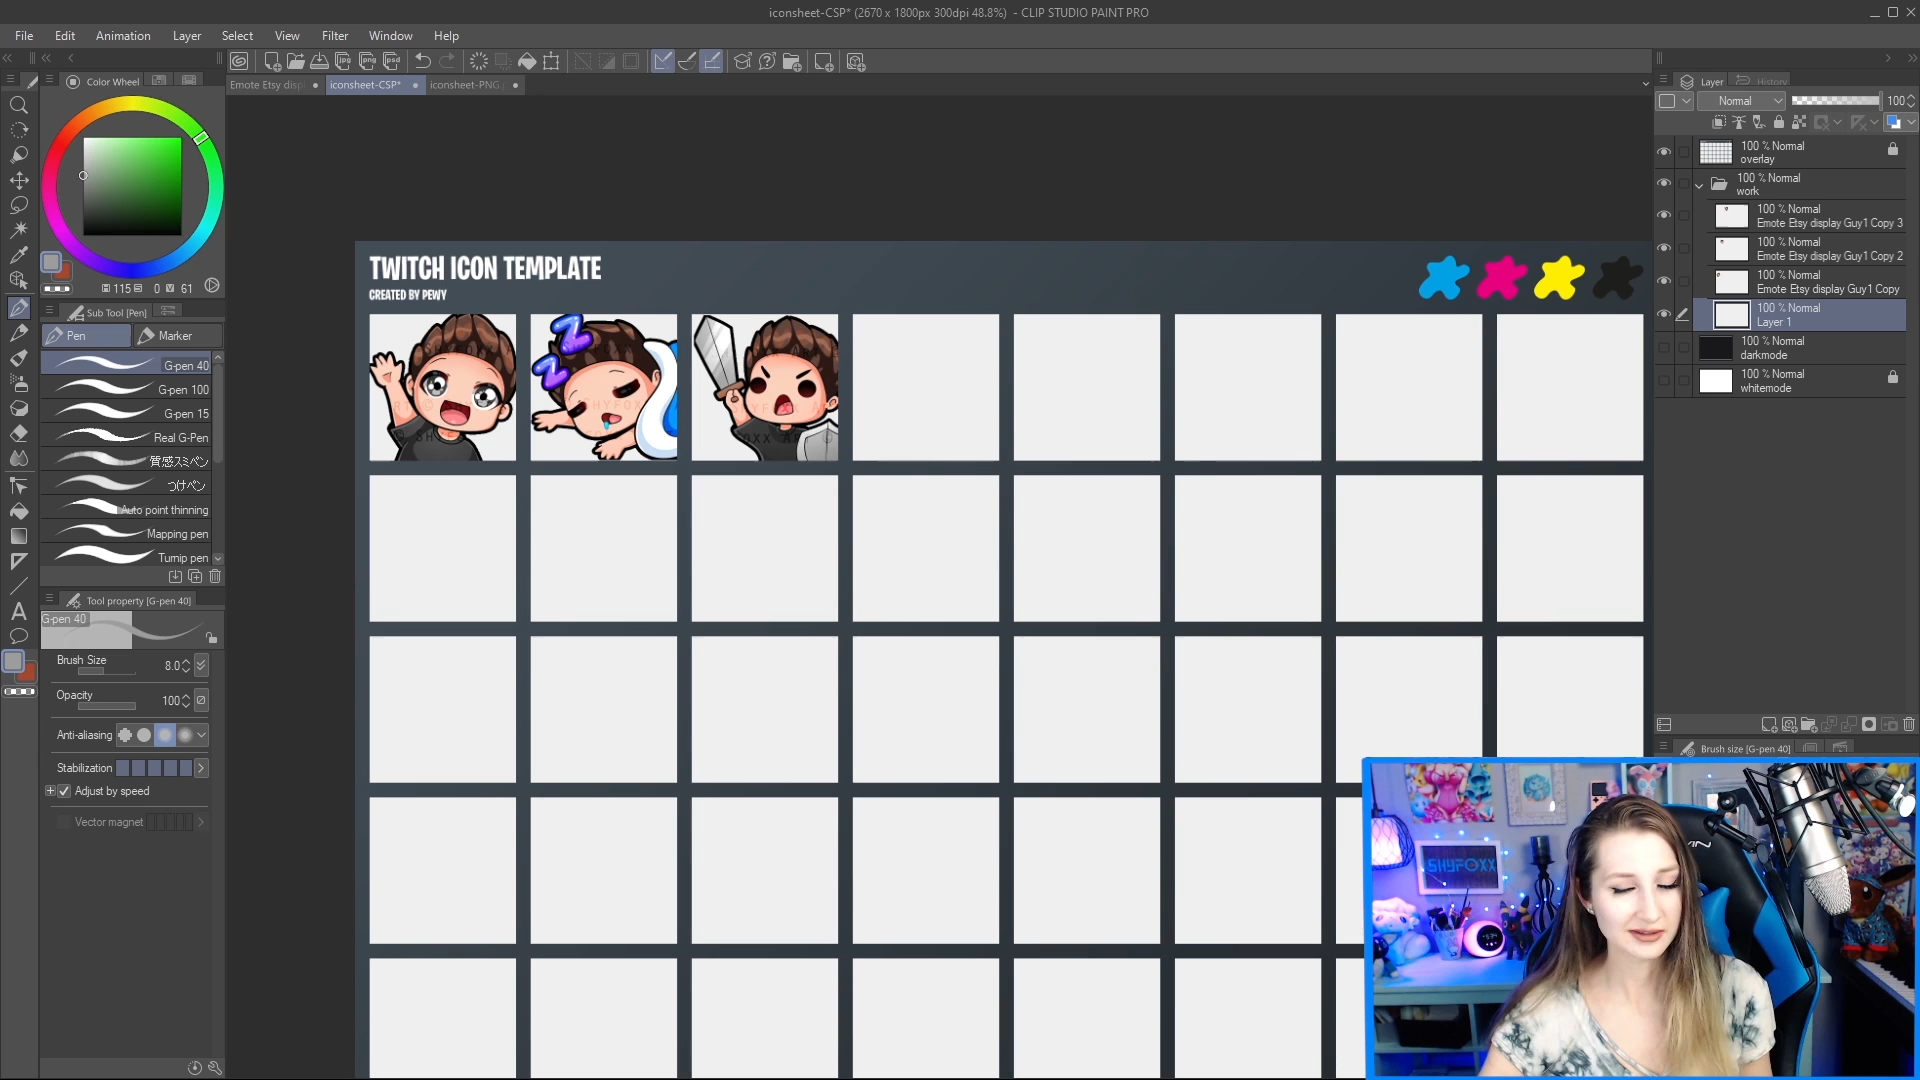 iconsheet-CSP* (2670 x 1800px 300dpi 48.8%) - CLIP STUDIO PAINT PRO
File Edit Animation Layer Select View Filter Window Help
Color Wheel
Emote Etsy disp
iconsheet-CSP*
iconsheet-PNG
Layer
History
Normal
100
TWITCH ICON TEMPLATE
CREATED BY PEWY
115 0 V 61
Sub Tool [Pen]
Pen
Marker
G-pen 40
G-pen 100
G-pen 15
Real G-Pen
質感スミペン
つけペン
Auto point thinning
Mapping pen
Turnip pen
Tool property [G-pen 40]
G-pen 40
Brush Size 8.0
Opacity 100
Anti-aliasing
Stabilization
Adjust by speed
Vector magnet
100 % Normal
overlay
100 % Normal
work
100 % Normal
Emote Etsy display Guy1 Copy 3
100 % Normal
Emote Etsy display Guy1 Copy 2
100 % Normal
Emote Etsy display Guy1 Copy
100 % Normal
Layer 1
100 % Normal
darkmode
100 % Normal
whitemode
Brush size [G-pen 40]
SHYFOXX